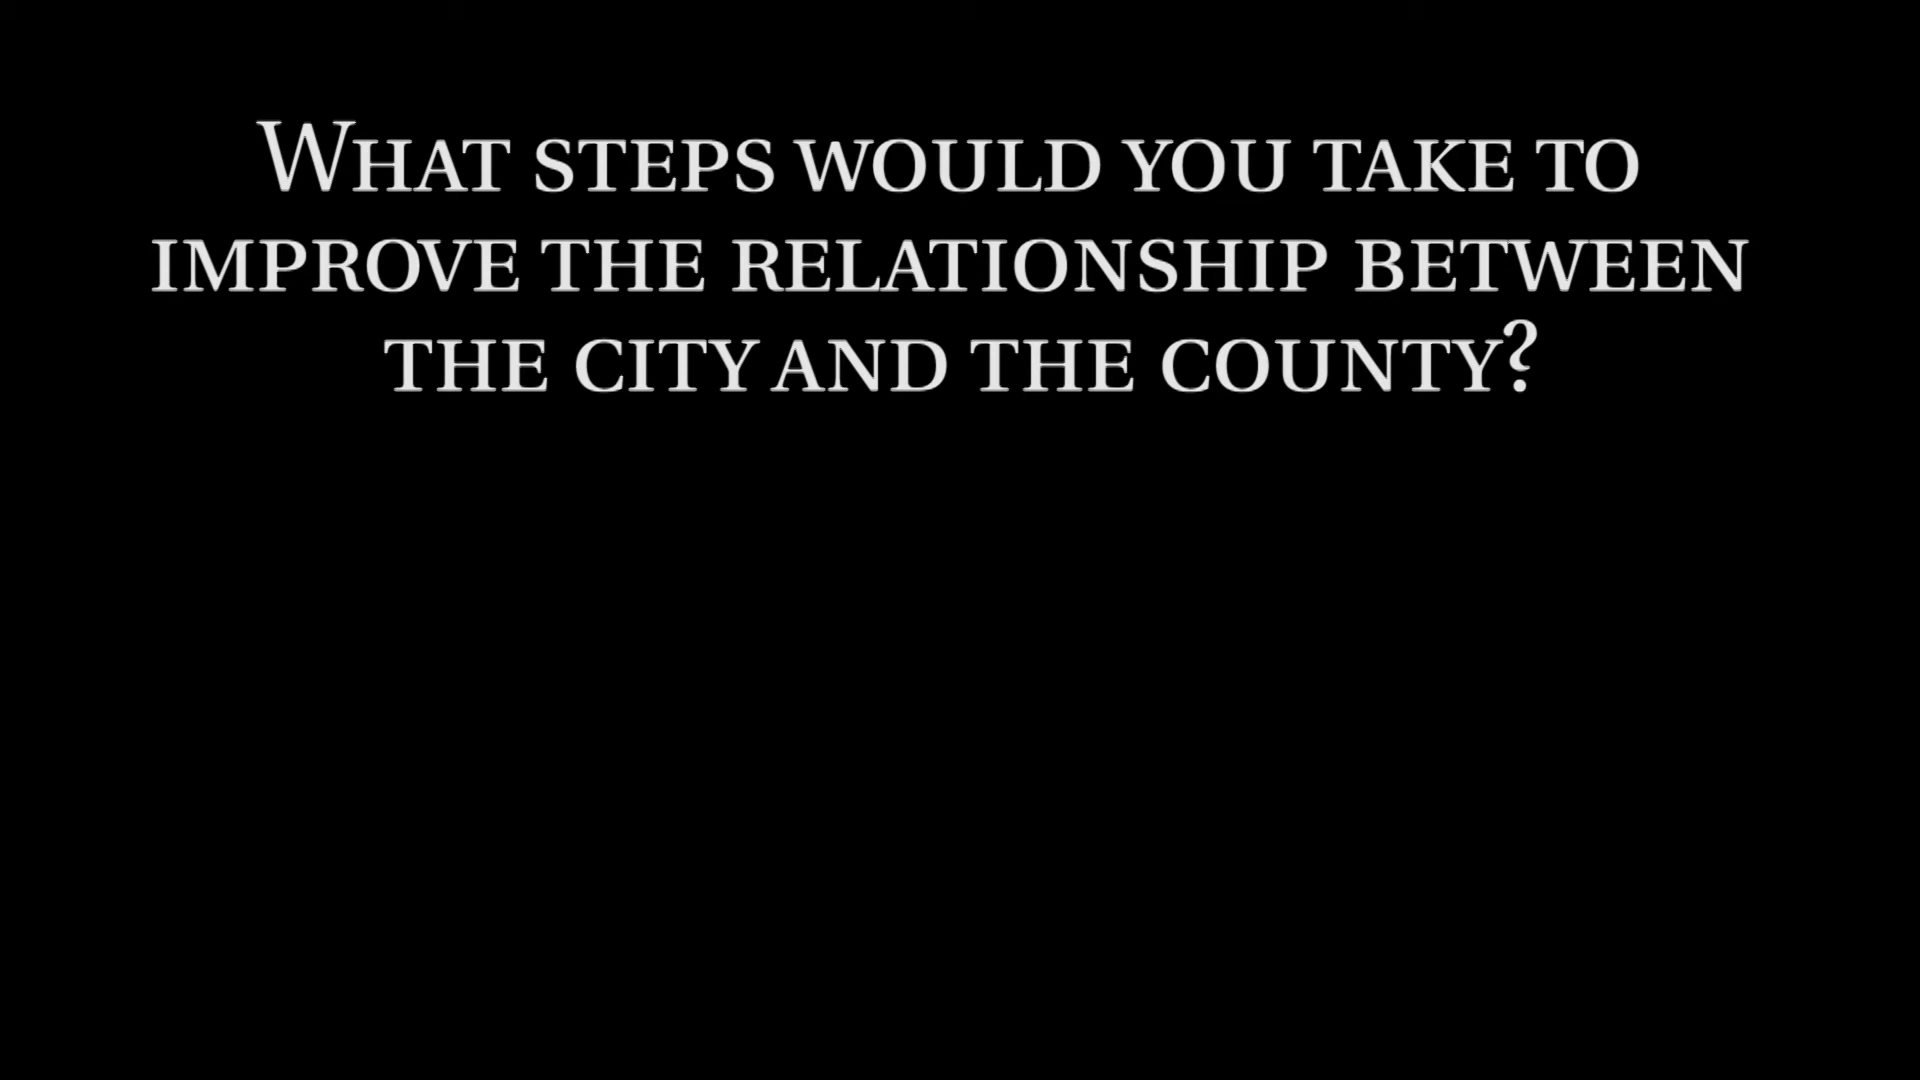 What steps would you take to
improve the relationship between
the city and the county?